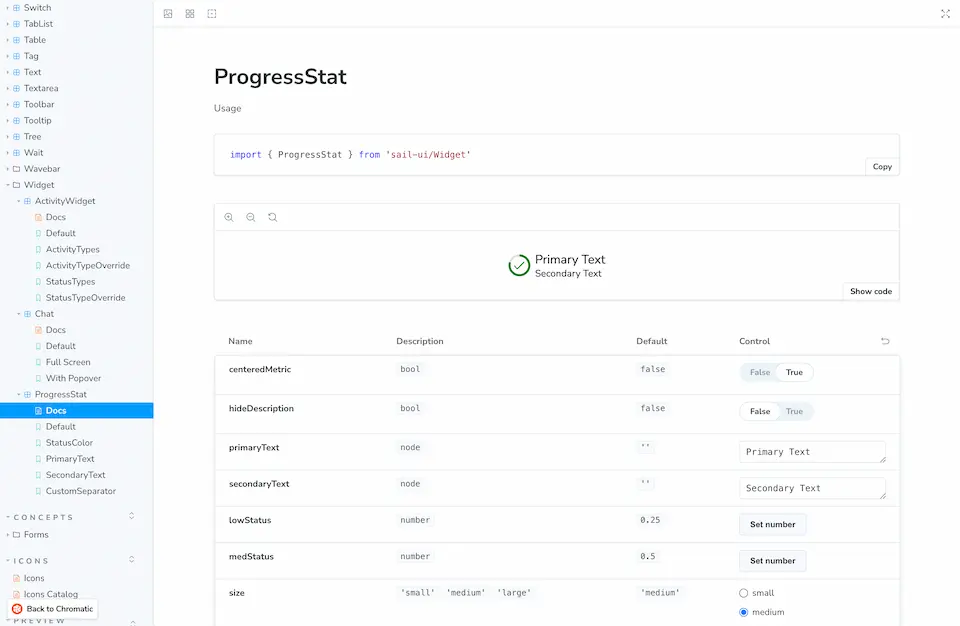 Switch
TabList
Table
Tag
Text
Textarea
Toolbar
Tooltip
Tree
Wait
Wavebar
Widget
ActivityWidget
Docs
Default
ActivityTypes
ActivityTypeOverride
StatusTypes
StatusTypeOverride
Chat
Docs
Default
Full Screen
With Popover
ProgressStat
Docs
Default
StatusColor
PrimaryText
SecondaryText
CustomSeparator
CONCEPTS
Forms
ICONS
Icons
Icons Catalog
Back to Chromatic
PREVIEW
ProgressStat
Usage
import { ProgressStat } from 'sail-ui/Widget'
Copy
Primary Text
Secondary Text
Show code
Name Description Default Control
centeredMetric bool false False True
hideDescription bool false False True
primaryText node '' Primary Text
secondaryText node '' Secondary Text
lowStatus number 0.25 Set number
medStatus number 0.5 Set number
size 'small' 'medium' 'large' 'medium' small
medium